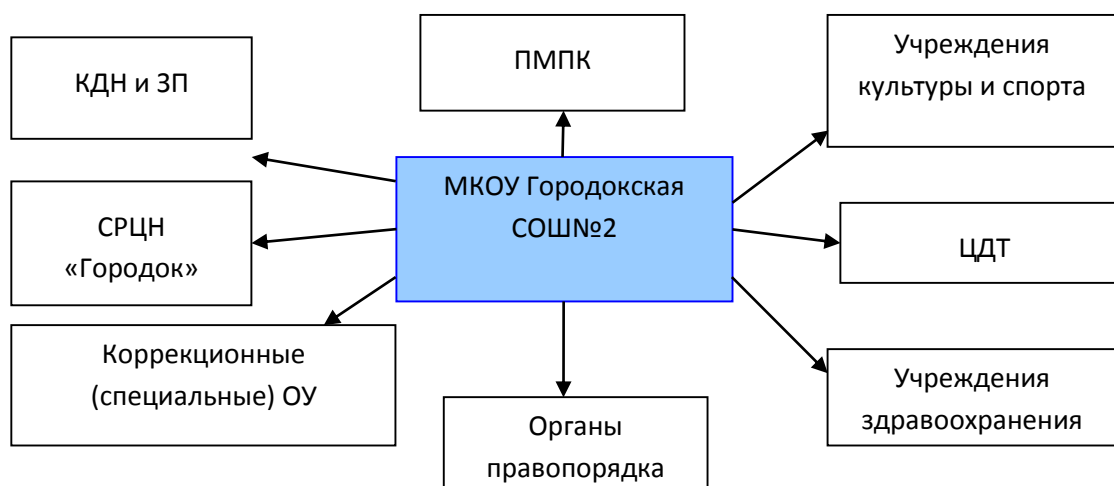 КДН и ЗП
ПМПК
Учреждения
культуры и спорта
МКОУ Городокская
СОШ№2
СРЦН
«Городок»
ЦДТ
Коррекционные
(специальные) ОУ
Органы
правопорядка
Учреждения
здравоохранения